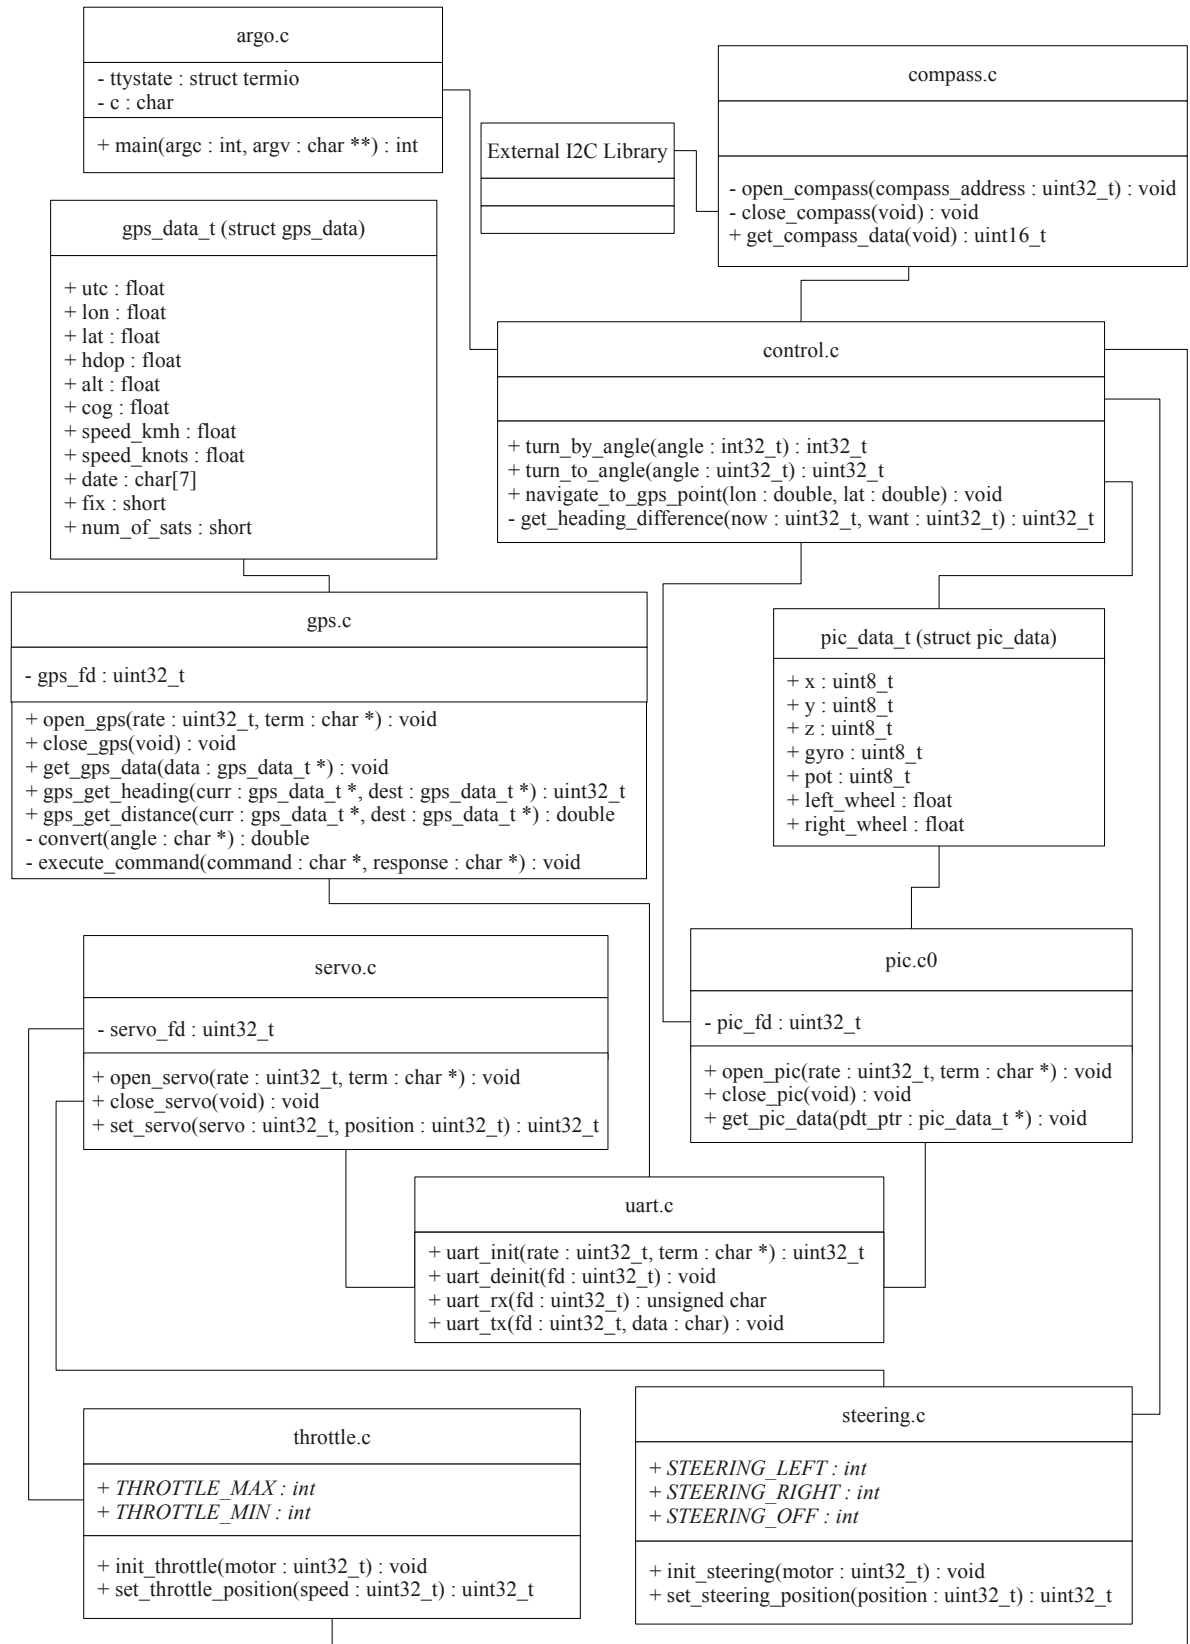 argo.c
- ttystate : struct termio
- c : char
+ main(argc : int, argv : char **) : int
compass.c
- open_compass(compass_address : uint32_t) : void
- close_compass(void) : void
+ get_compass_data(void) : uint16_t
External I2C Library
gps_data_t (struct gps_data)
+ utc : float
+ lon : float
+ lat : float
+ hdop : float
+ alt : float
+ cog : float
+ speed_kmh : float
+ speed_knots : float
+ date : char[7]
+ fix : short
+ num_of_sats : short
control.c
+ turn_by_angle(angle : int32_t) : int32_t
+ turn_to_angle(angle : uint32_t) : uint32_t
+ navigate_to_gps_point(lon : double, lat : double) : void
- get_heading_difference(now : uint32_t, want : uint32_t) : uint32_t
gps.c
- gps_fd : uint32_t
+ open_gps(rate : uint32_t, term : char *) : void
+ close_gps(void) : void
+ get_gps_data(data : gps_data_t *) : void
+ gps_get_heading(curr : gps_data_t *, dest : gps_data_t *) : uint32_t
+ gps_get_distance(curr : gps_data_t *, dest : gps_data_t *) : double
- convert(angle : char *) : double
- execute_command(command : char *, response : char *) : void
pic_data_t (struct pic_data)
+ x : uint8_t
+ y : uint8_t
+ z : uint8_t
+ gyro : uint8_t
+ pot : uint8_t
+ left_wheel : float
+ right_wheel : float
servo.c
- servo_fd : uint32_t
+ open_servo(rate : uint32_t, term : char *) : void
+ close_servo(void) : void
+ set_servo(servo : uint32_t, position : uint32_t) : uint32_t
pic.c0
- pic_fd : uint32_t
+ open_pic(rate : uint32_t, term : char *) : void
+ close_pic(void) : void
+ get_pic_data(pdt_ptr : pic_data_t *) : void
uart.c
+ uart_init(rate : uint32_t, term : char *) : uint32_t
+ uart_deinit(fd : uint32_t) : void
+ uart_rx(fd : uint32_t) : unsigned char
+ uart_tx(fd : uint32_t, data : char) : void
throttle.c
+ THROTTLE_MAX : int
+ THROTTLE_MIN : int
+ init_throttle(motor : uint32_t) : void
+ set_throttle_position(speed : uint32_t) : uint32_t
steering.c
+ STEERING_LEFT : int
+ STEERING_RIGHT : int
+ STEERING_OFF : int
+ init_steering(motor : uint32_t) : void
+ set_steering_position(position : uint32_t) : uint32_t